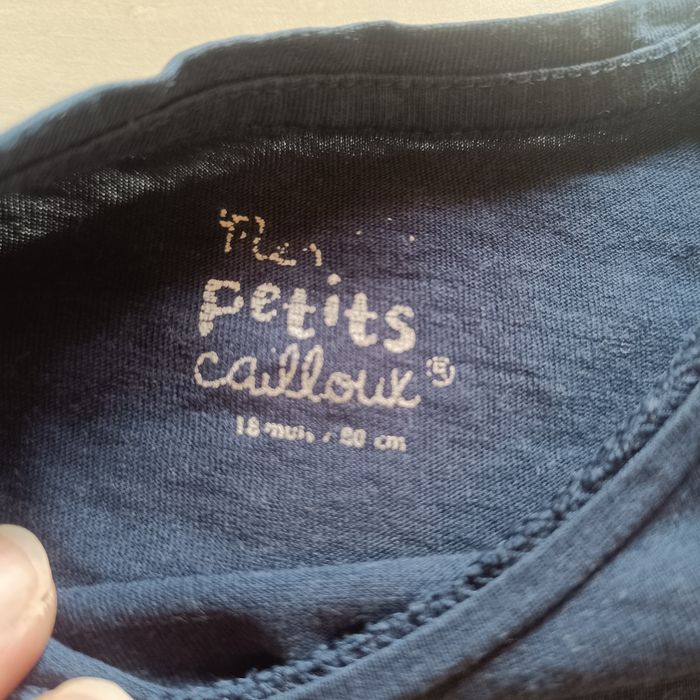 petits
cailloux ®
18 mois / 80 cm